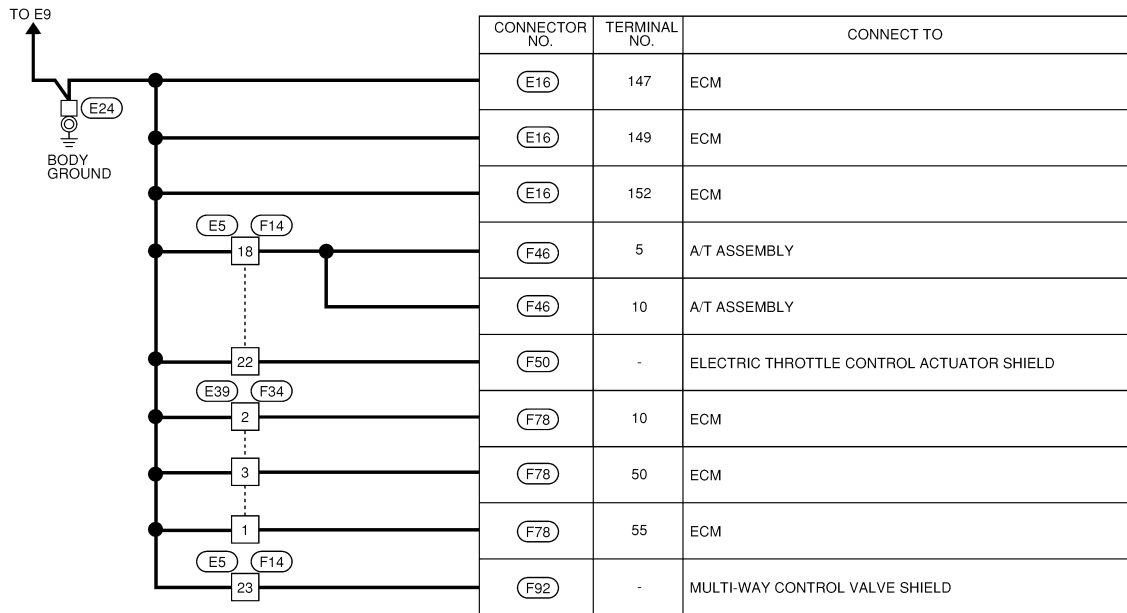 TO E9
CONNECTOR NO. TERMINAL NO. CONNECT TO
E24
BODY GROUND
E16 147 ECM
E16 149 ECM
E16 152 ECM
E5 F14
18 F46 5 A/T ASSEMBLY
F46 10 A/T ASSEMBLY
22 F50 - ELECTRIC THROTTLE CONTROL ACTUATOR SHIELD
E39 F34
2 F78 10 ECM
3 F78 50 ECM
1 F78 55 ECM
E5 F14
23 F92 - MULTI-WAY CONTROL VALVE SHIELD